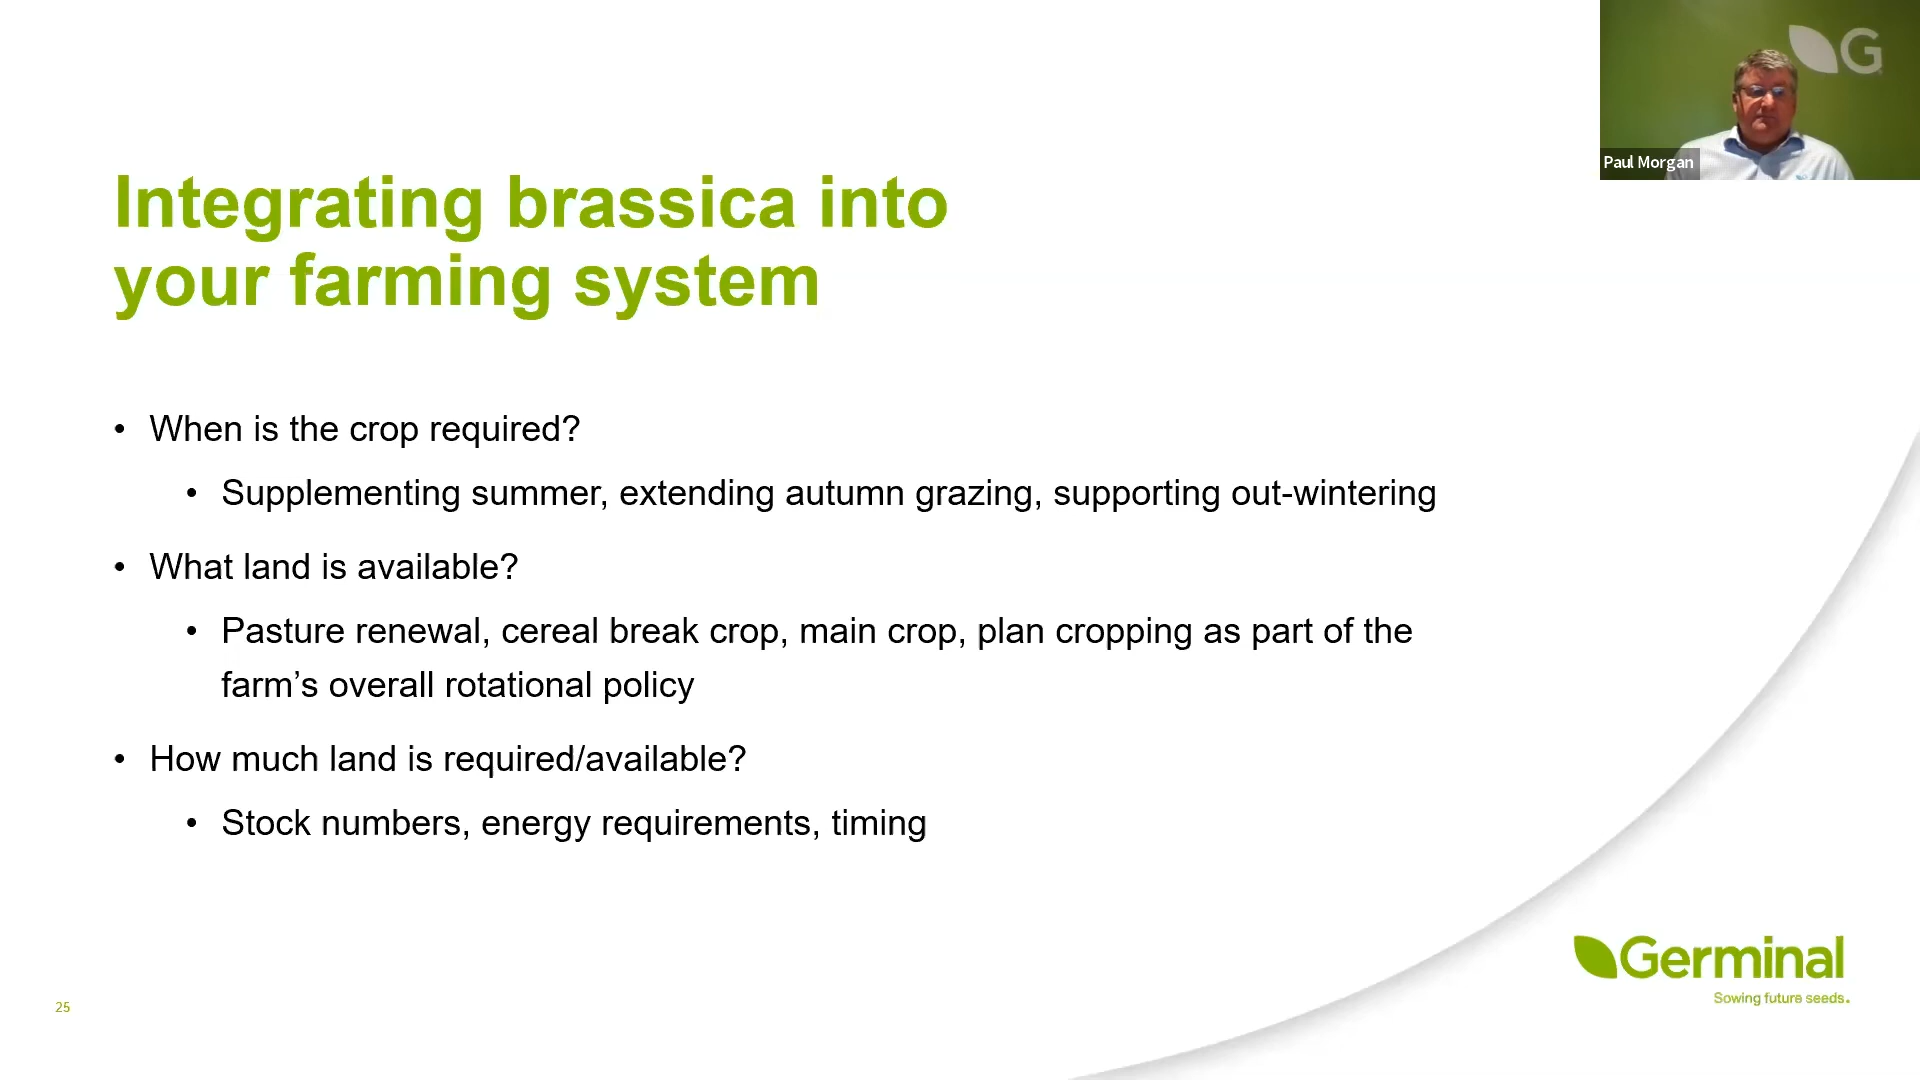 G
Paul Morgan
Integrating brassica into
your farming system
• When is the crop required?
• Supplementing summer, extending autumn grazing, supporting out-wintering
• What land is available?
• Pasture renewal, cereal break crop, main crop, plan cropping as part of the
farm’s overall rotational policy
• How much land is required/available?
• Stock numbers, energy requirements, timing
Germinal
Sowing future seeds.
25